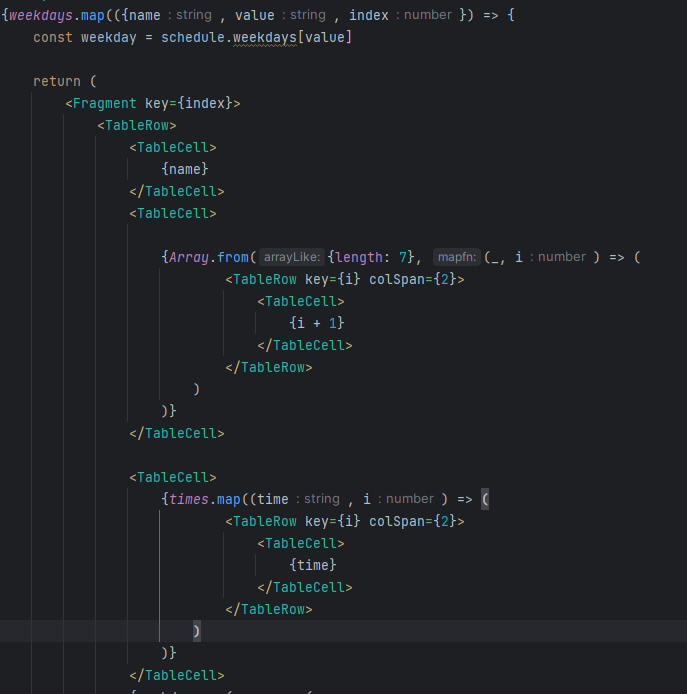 {weekdays.map(({name : string , value : string , index : number }) => {
const weekday = schedule.weekdays[value]
return (
<Fragment key={index}>
<TableRow>
<TableCell>
{name}
</TableCell>
<TableCell>
{Array.from( arrayLike: {length: 7}, mapfn: (_, i : number ) => (
<TableRow key={i} colSpan={2}>
<TableCell>
{i + 1}
</TableCell>
</TableRow>
)
)}
</TableCell>
<TableCell>
{times.map((time : string , i : number ) => (
<TableRow key={i} colSpan={2}>
<TableCell>
{time}
</TableCell>
</TableRow>
)
)}
</TableCell>